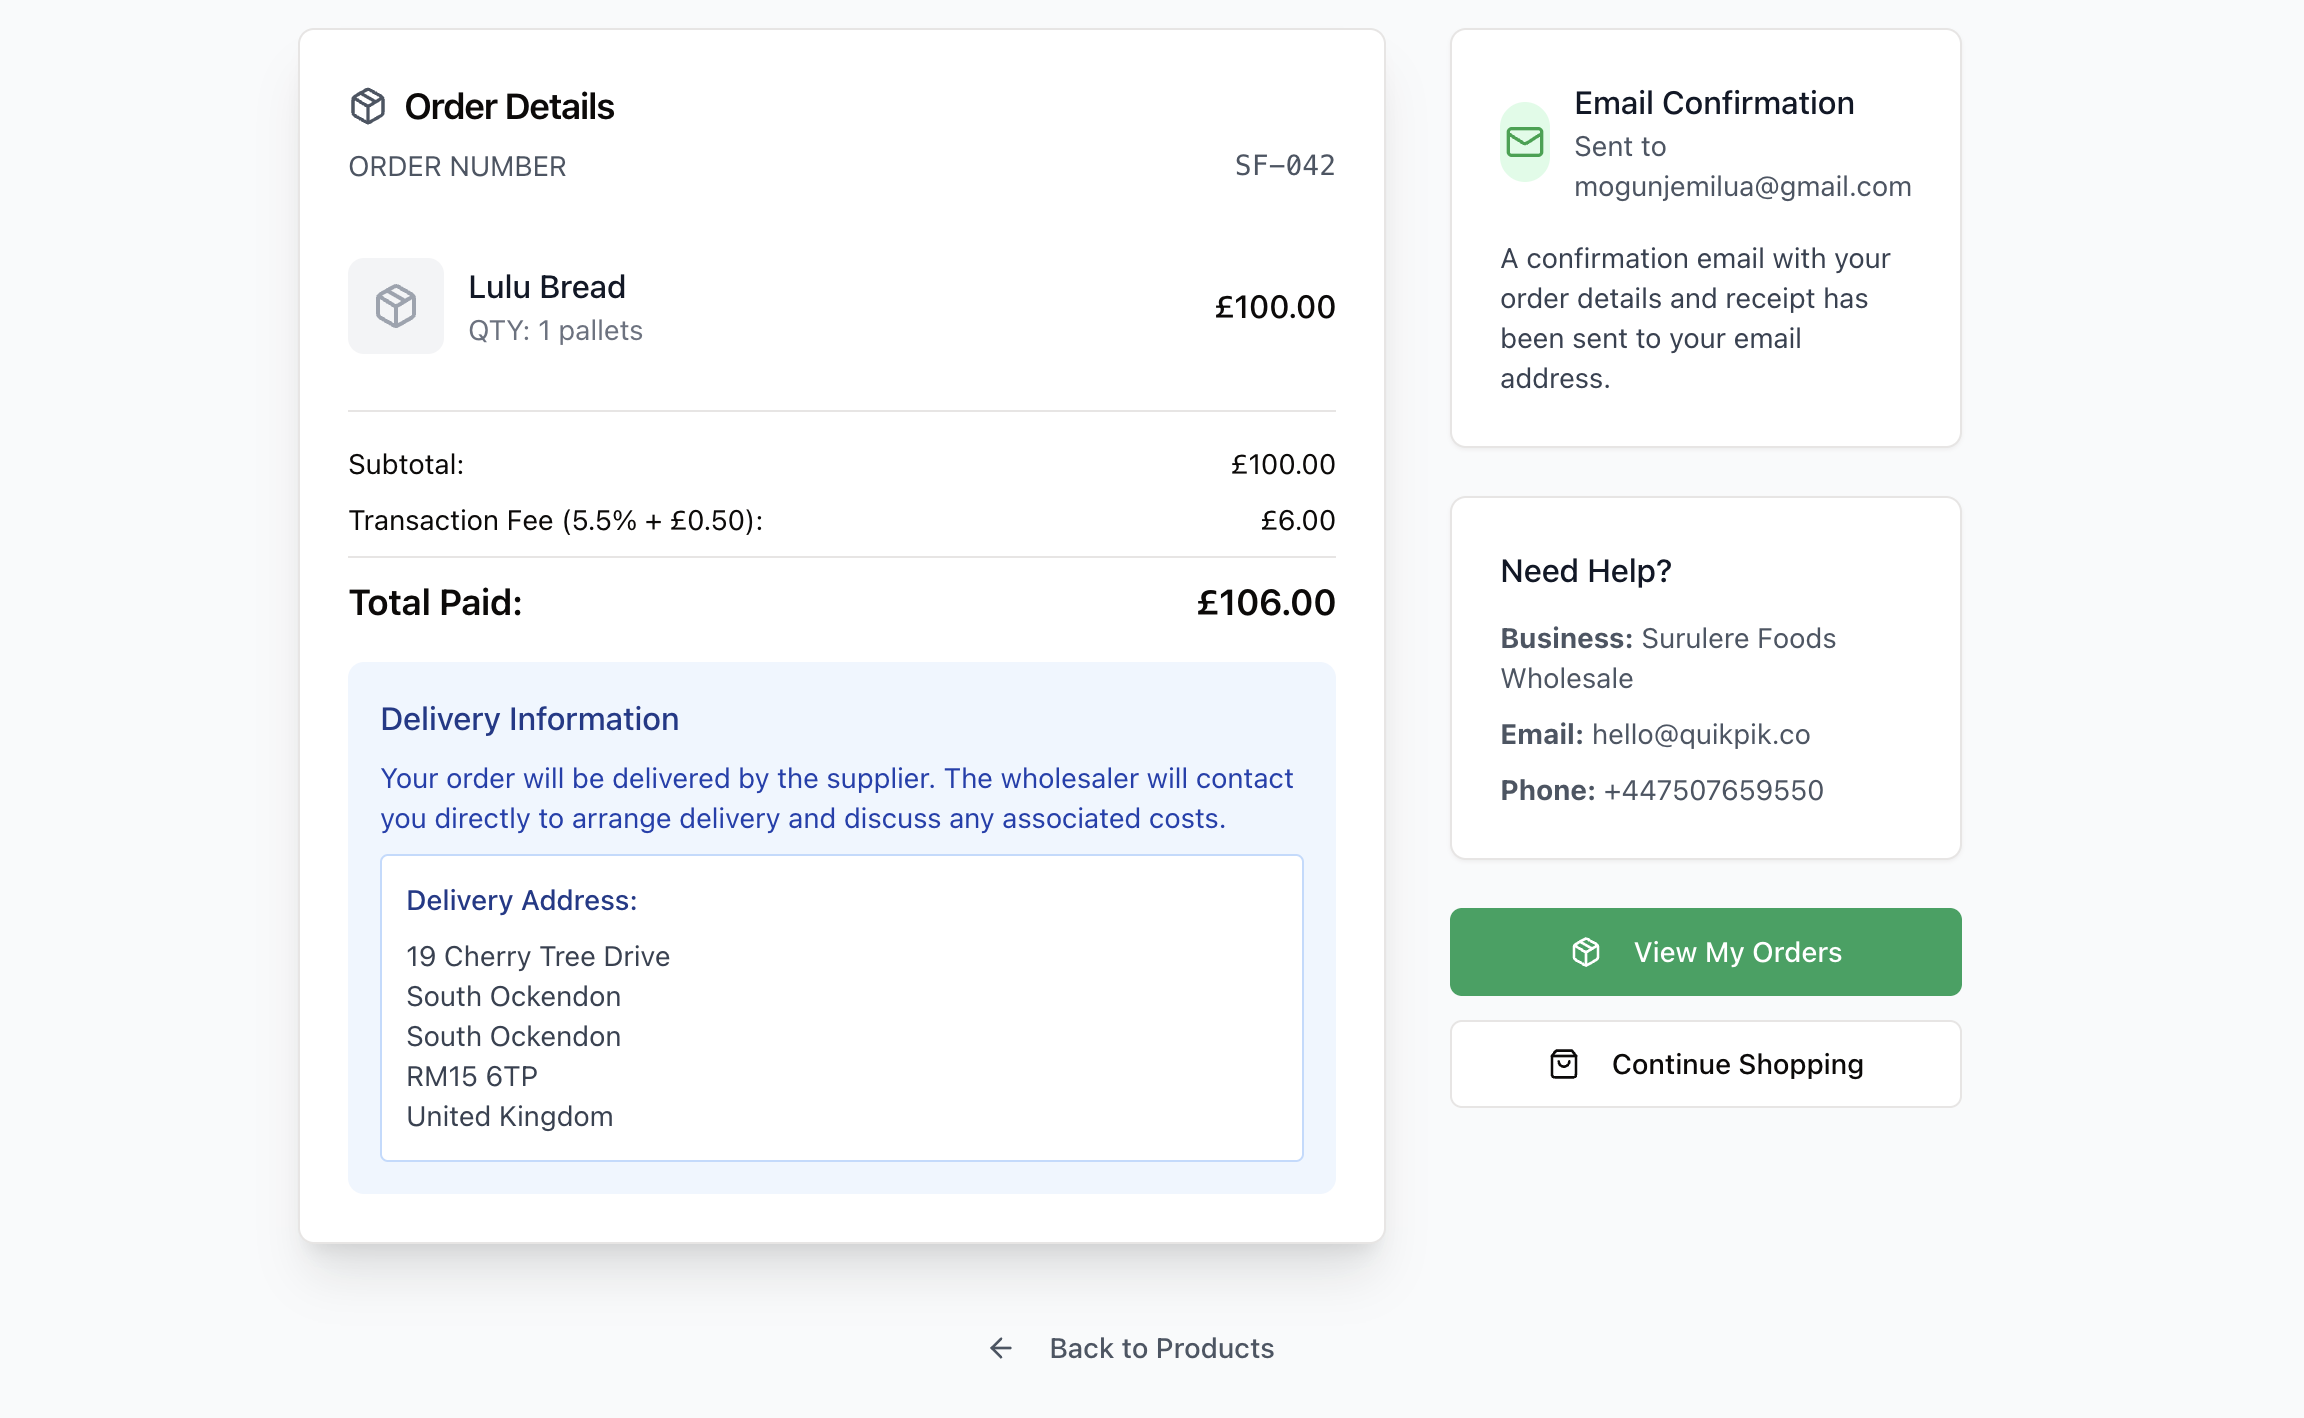 Order Details
ORDER NUMBER SF-042
Lulu Bread
QTY: 1 pallets
£100.00
Subtotal: £100.00
Transaction Fee (5.5% + £0.50): £6.00
Total Paid: £106.00
Delivery Information
Your order will be delivered by the supplier. The wholesaler will contact
you directly to arrange delivery and discuss any associated costs.
Delivery Address:
19 Cherry Tree Drive
South Ockendon
South Ockendon
RM15 6TP
United Kingdom
Email Confirmation
Sent to
mogunjemilua@gmail.com
A confirmation email with your
order details and receipt has
been sent to your email
address.
Need Help?
Business: Surulere Foods
Wholesale
Email: hello@quikpik.co
Phone: +447507659550
View My Orders
Continue Shopping
Back to Products